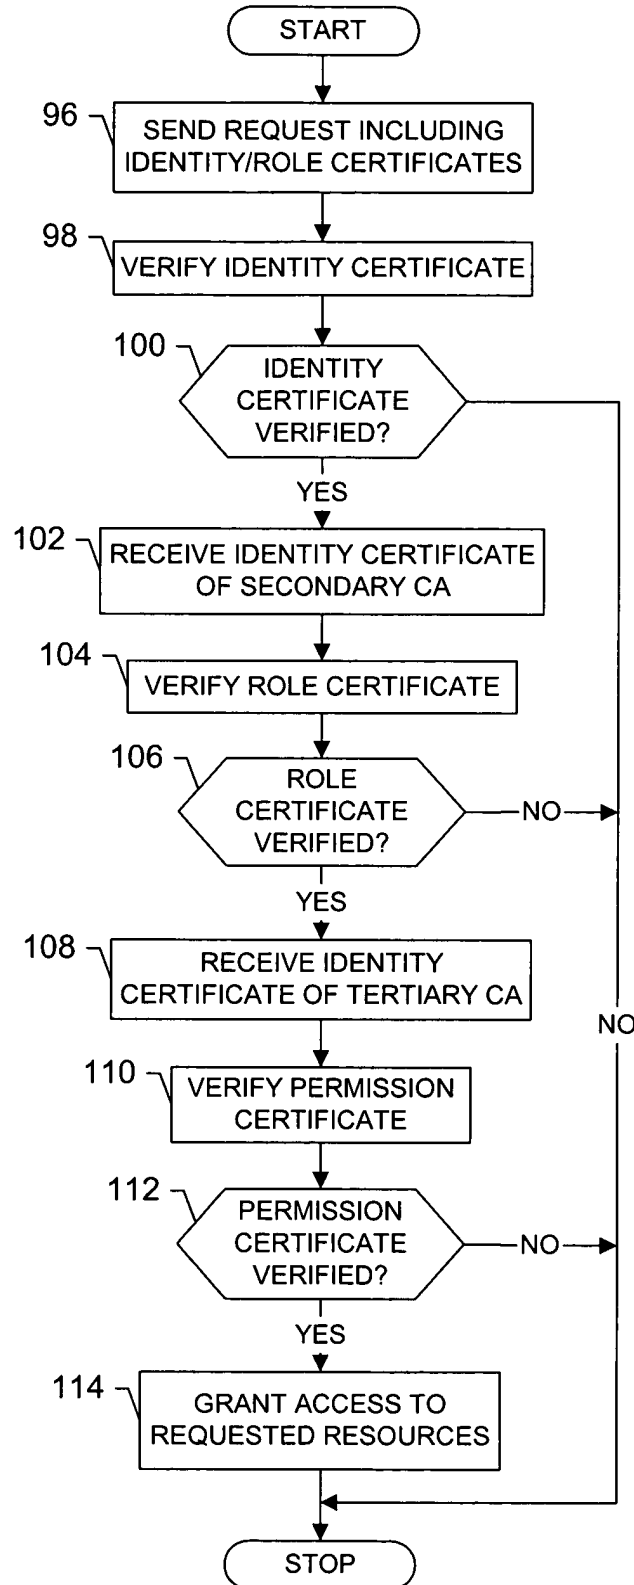 START
96
SEND REQUEST INCLUDING
IDENTITY/ROLE CERTIFICATES
98
VERIFY IDENTITY CERTIFICATE
100
IDENTITY
CERTIFICATE
VERIFIED?
YES
102
RECEIVE IDENTITY CERTIFICATE
OF SECONDARY CA
104
VERIFY ROLE CERTIFICATE
106
ROLE
CERTIFICATE
VERIFIED?
NO
YES
108
RECEIVE IDENTITY
CERTIFICATE OF TERTIARY CA
NO
110
VERIFY PERMISSION
CERTIFICATE
112
PERMISSION
CERTIFICATE
VERIFIED?
NO
YES
114
GRANT ACCESS TO
REQUESTED RESOURCES
STOP